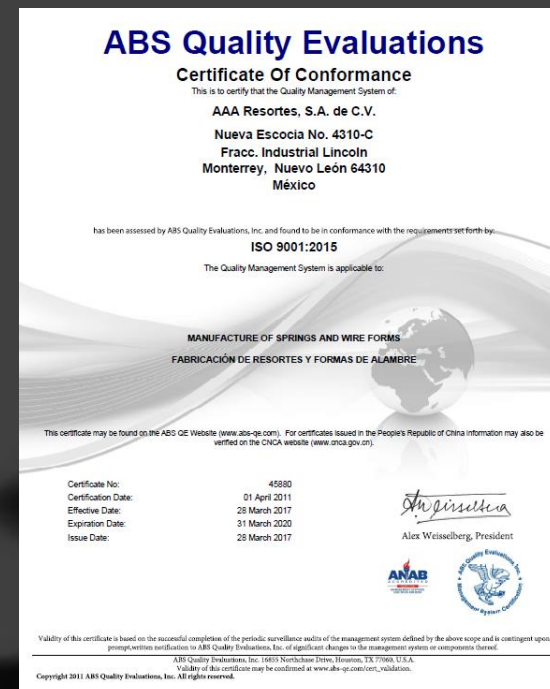 ABS Quality Evaluations
Certificate Of Conformance
This is to certify that the Quality Management System of:
AAA Resortes, S.A. de C.V.
Nueva Escocia No. 4310-C
Fracc. Industrial Lincoln
Monterrey, Nuevo León 64310
México
has been assessed by ABS Quality Evaluations, Inc. and found to be in conformance with the requirements set forth by:
ISO 9001:2015
The Quality Management System is applicable to:
MANUFACTURE OF SPRINGS AND WIRE FORMS
FABRICACIÓN DE RESORTES Y FORMAS DE ALAMBRE
This certificate may be found on the ABS QE Website (www.abs-qe.com). For certificates issued in the People's Republic of China information may also be
verified on the CNCA website (www.cnca.gov.cn).
Certificate No: 45880
Certification Date: 01 April 2011
Effective Date: 28 March 2017
Expiration Date: 31 March 2020
Issue Date: 28 March 2017
Alex Weisselberg, President
ANAB
ACCREDITED
ABS Quality Evaluations, Inc.
Management System Certification
Validity of this certificate is based on the successful completion of the periodic surveillance audits of the management system defined by the above scope and is contingent upon
prompt,written notification to ABS Quality Evaluations, Inc. of significant changes to the management system or components thereof.
ABS Quality Evaluations, Inc. 16855 Northchase Drive, Houston, TX 77060, U.S.A.
Validity of this certificate may be confirmed at www.abs-qe.com/cert_validation.
Copyright 2011 ABS Quality Evaluations, Inc. All rights reserved.